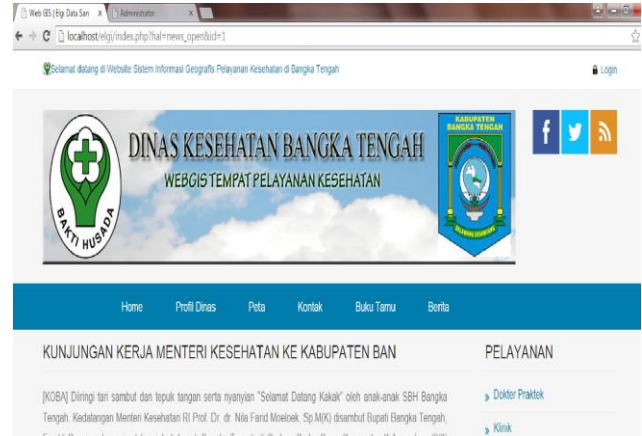 Web GIS | Elgi Data San
Administrator
localhost/elgi/index.php?hal=news_open&id=1
Selamat datang di Website Sistem Informasi Geografis Pelayanan Kesehatan di Bangka Tengah
Login
DINAS KESEHATAN BANGKA TENGAH
WEBGIS TEMPAT PELAYANAN KESEHATAN
BAKTI HUSADA
KABUPATEN
BANGKA TENGAH
Home Profil Dinas Peta Kontak Buku Tamu Berita
KUNJUNGAN KERJA MENTERI KESEHATAN KE KABUPATEN BAN
[KOBA] Diiringi tari sambut dan tepuk tangan serta nyanyian "Selamat Datang Kakak" oleh anak-anak SBH Bangka
Tengah. Kedatangan Menteri Kesehatan RI Prof. Dr. dr. Nila Farid Moeloek, Sp.M(K) disambut Bupati Bangka Tengah,
PELAYANAN
» Dokter Praktek
» Klinik